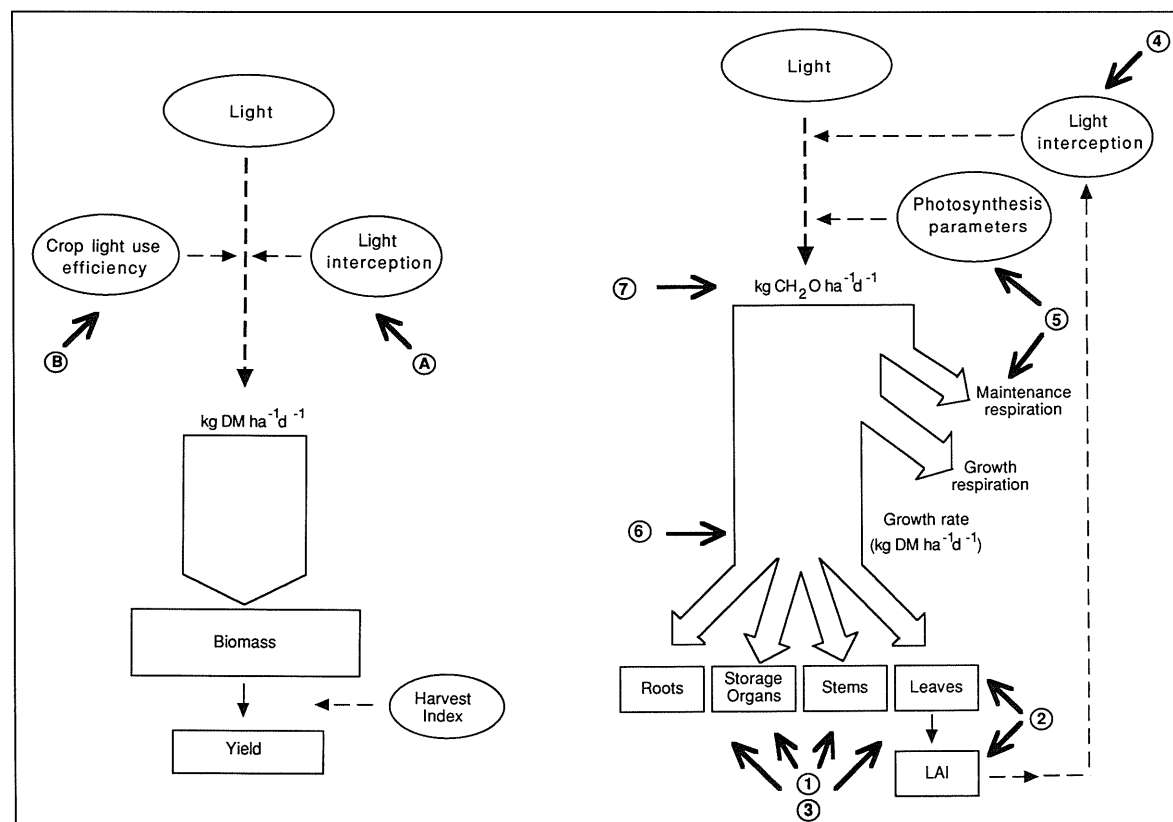 Light
Crop light use
efficiency
Light
interception
B
A
kg DM ha⁻¹d⁻¹
Biomass
Harvest
Index
Yield
4
Light
Light
interception
Photosynthesis
parameters
7
kg CH₂O ha⁻¹d⁻¹
5
Maintenance
respiration
Growth
respiration
6
Growth rate
(kg DM ha⁻¹d⁻¹)
Roots
Storage
Organs
Stems
Leaves
2
LAI
1
3